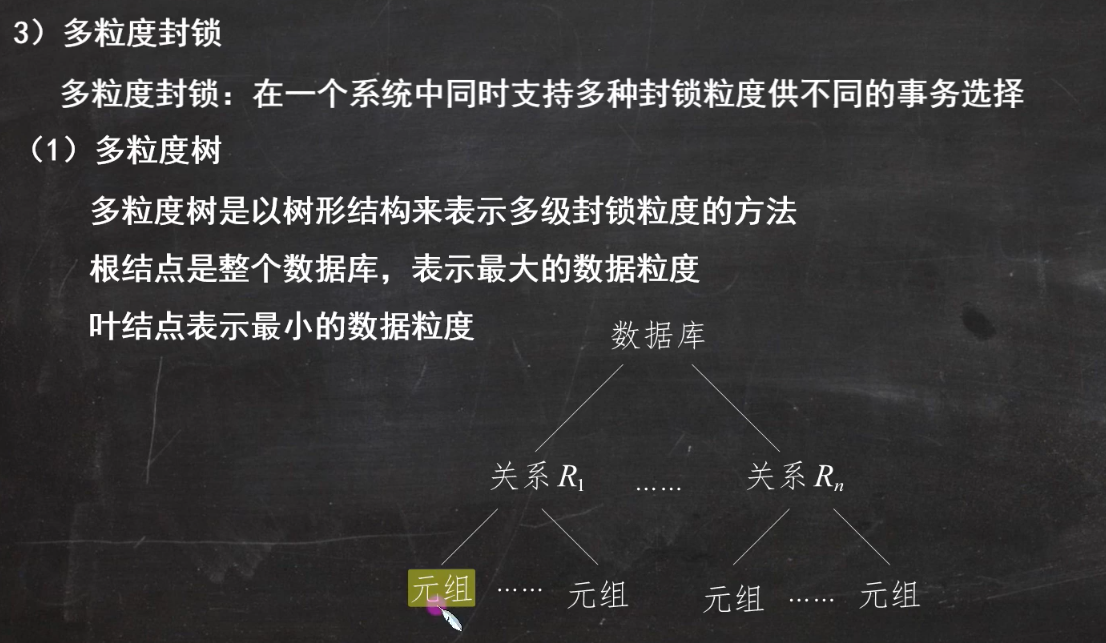 3）多粒度封锁
多粒度封锁：在一个系统中同时支持多种封锁粒度供不同的事务选择
（1）多粒度树
多粒度树是以树形结构来表示多级封锁粒度的方法
根结点是整个数据库，表示最大的数据粒度
叶结点表示最小的数据粒度
数据库
关系 R₁ …… 关系 Rₙ
元组 …… 元组 元组 …… 元组